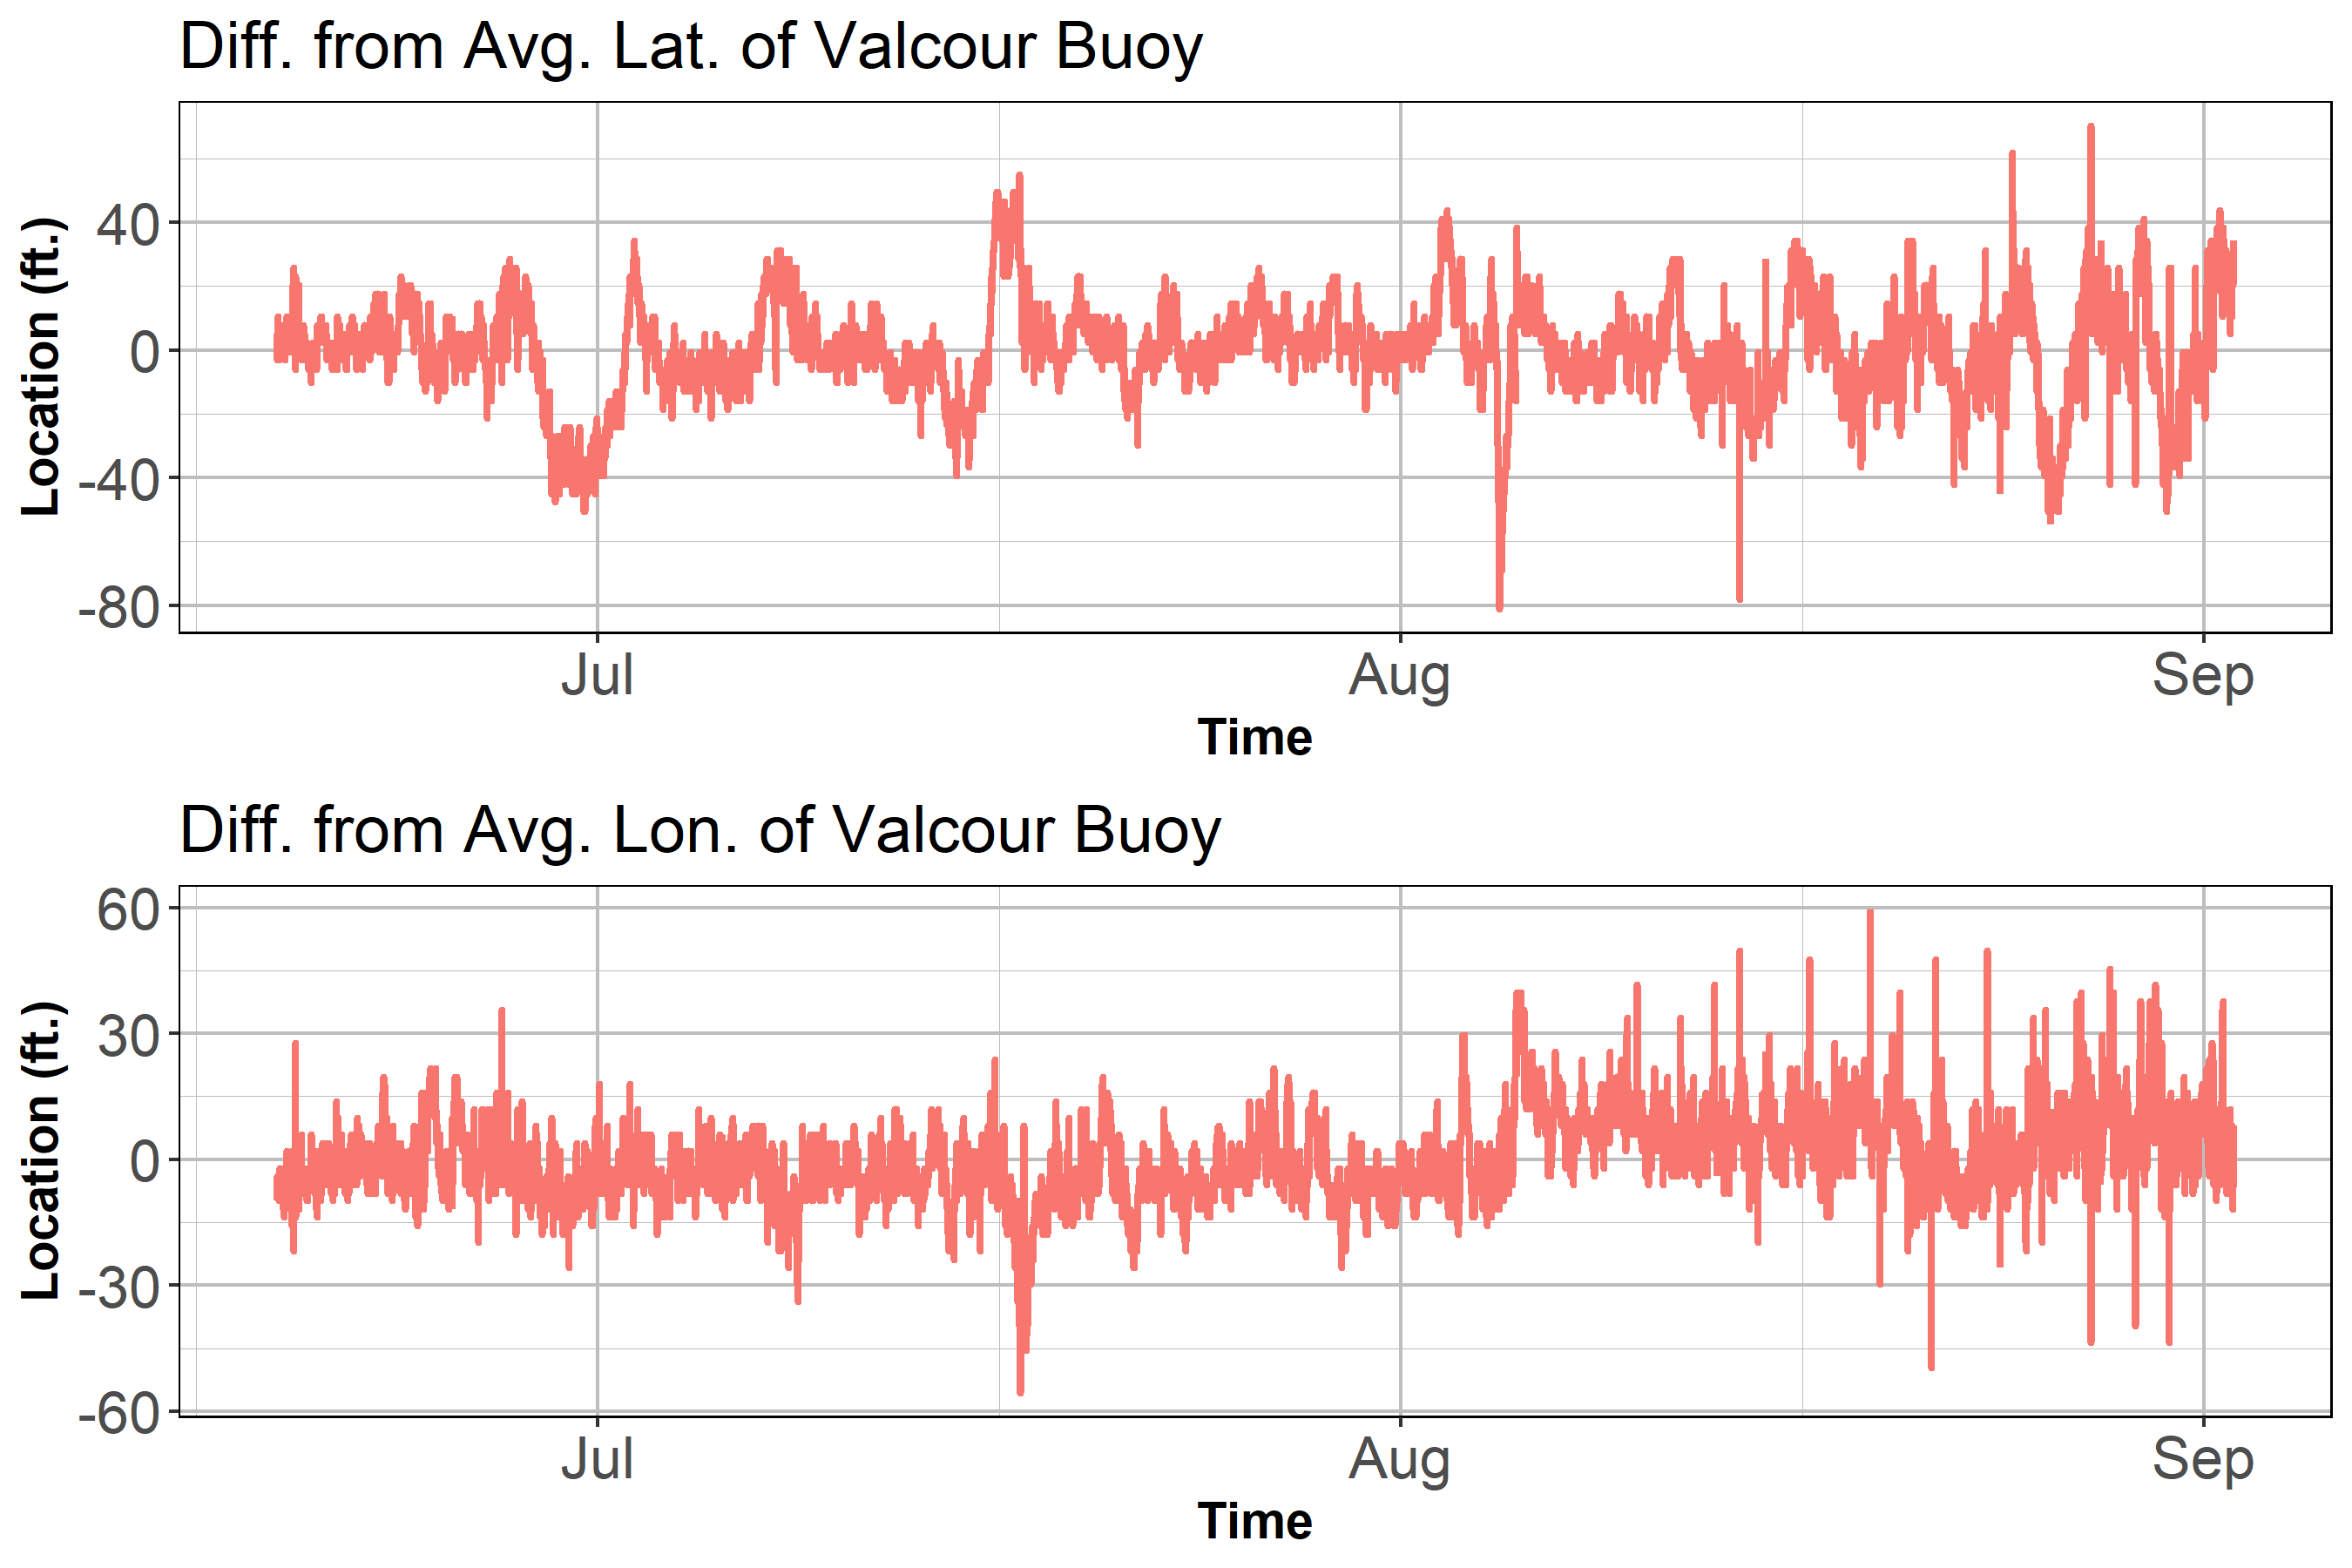 Diff. from Avg. Lat. of Valcour Buoy
Location (ft.)
40
0
-40
-80
Jul Aug Sep
Time
Diff. from Avg. Lon. of Valcour Buoy
Location (ft.)
60
30
0
-30
-60
Jul Aug Sep
Time